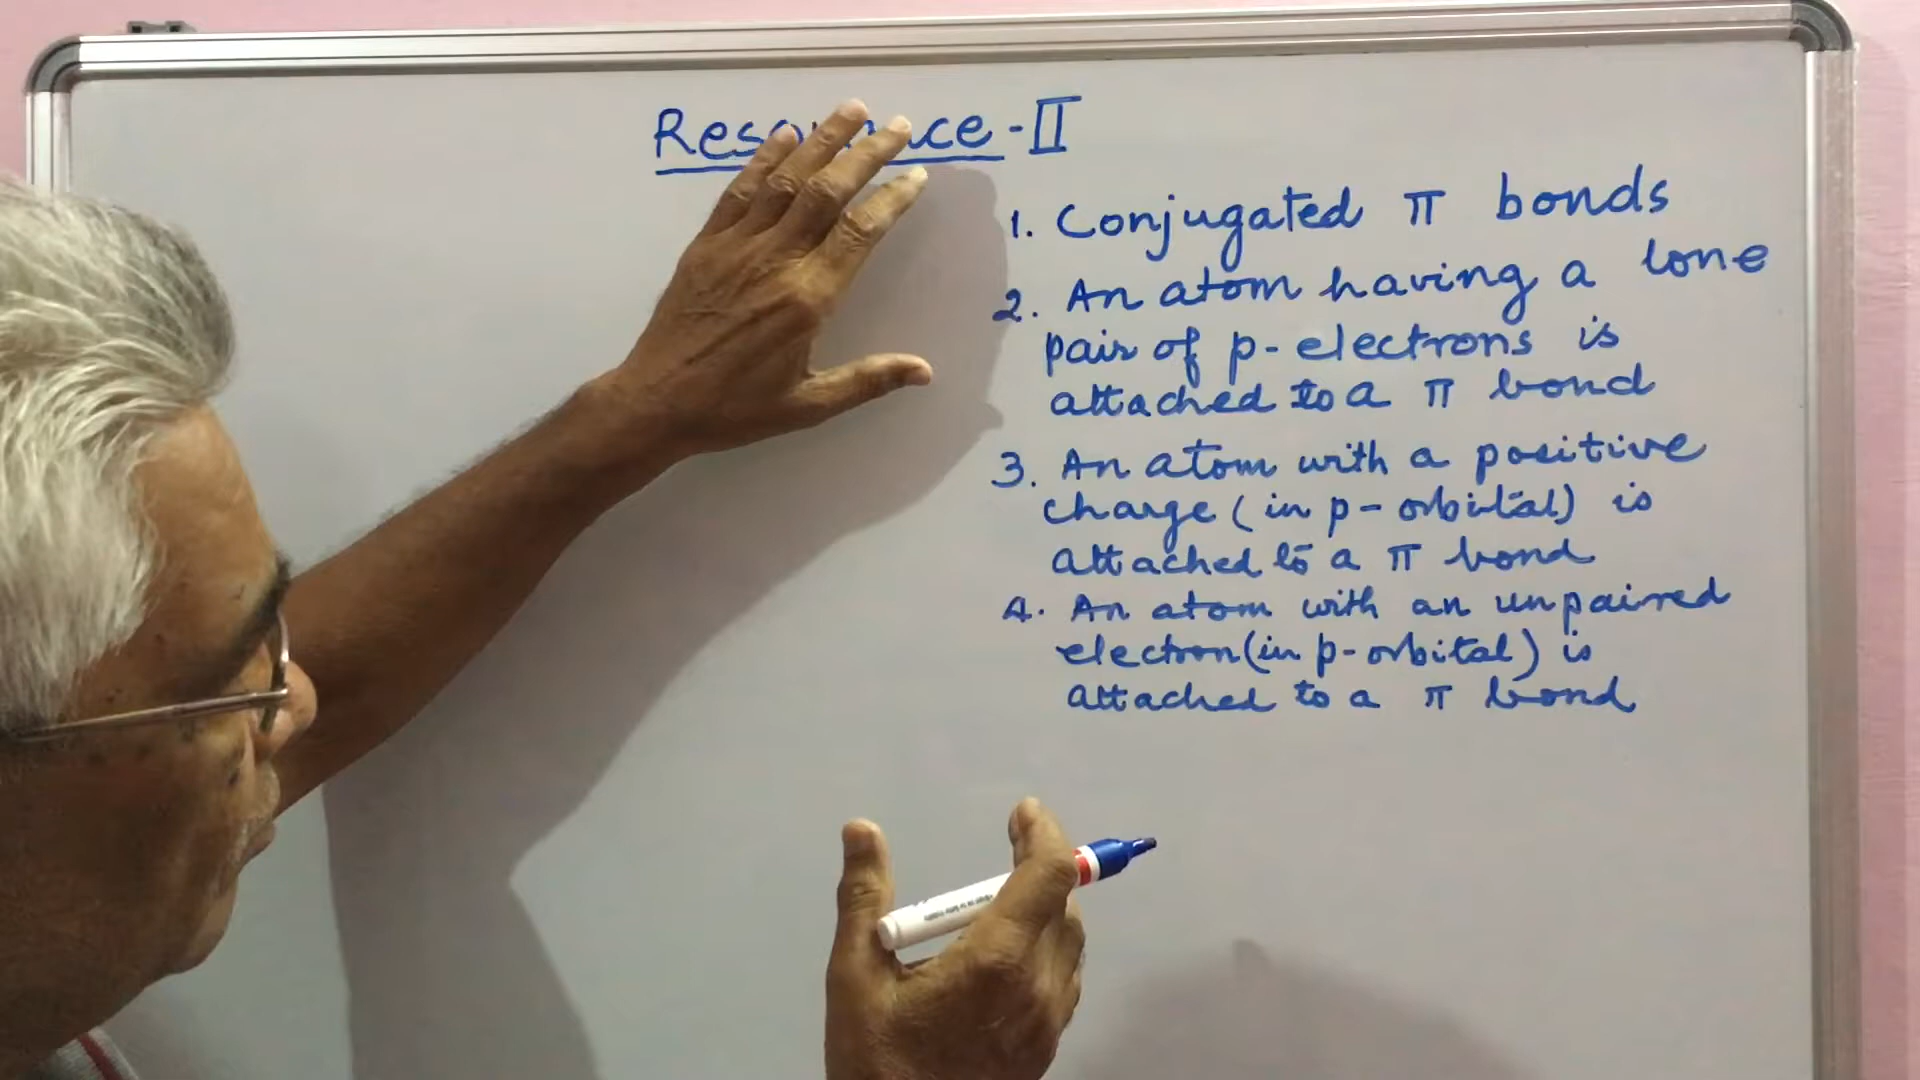 Resonance - II
1. Conjugated π bonds
2. An atom having a lone
pair of p-electrons is
attached to a π bond
3. An atom with a positive
charge (in p-orbital) is
attached to a π bond
4. An atom with an unpaired
electron (in p-orbital) is
attached to a π bond